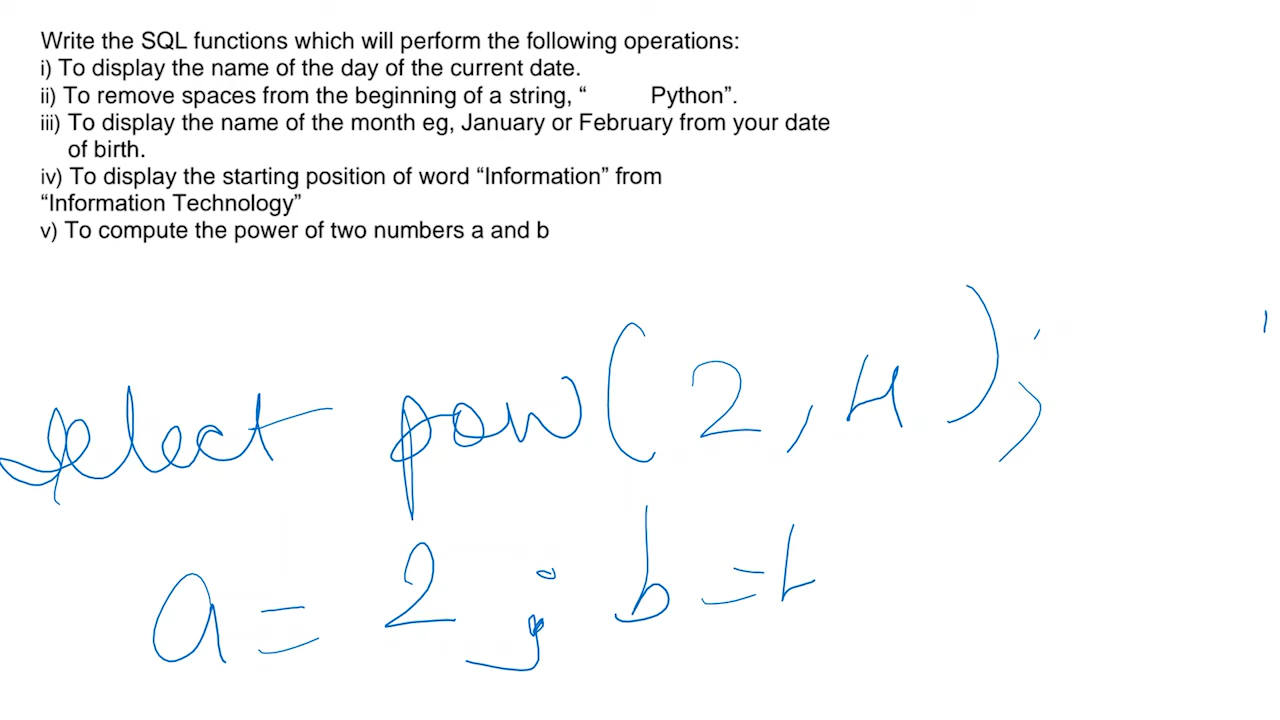 Write the SQL functions which will perform the following operations:
i) To display the name of the day of the current date.
ii) To remove spaces from the beginning of a string, “ Python”.
iii) To display the name of the month eg, January or February from your date
of birth.
iv) To display the starting position of word “Information” from
“Information Technology”
v) To compute the power of two numbers a and b
select pow(2,4);
a=2; b=